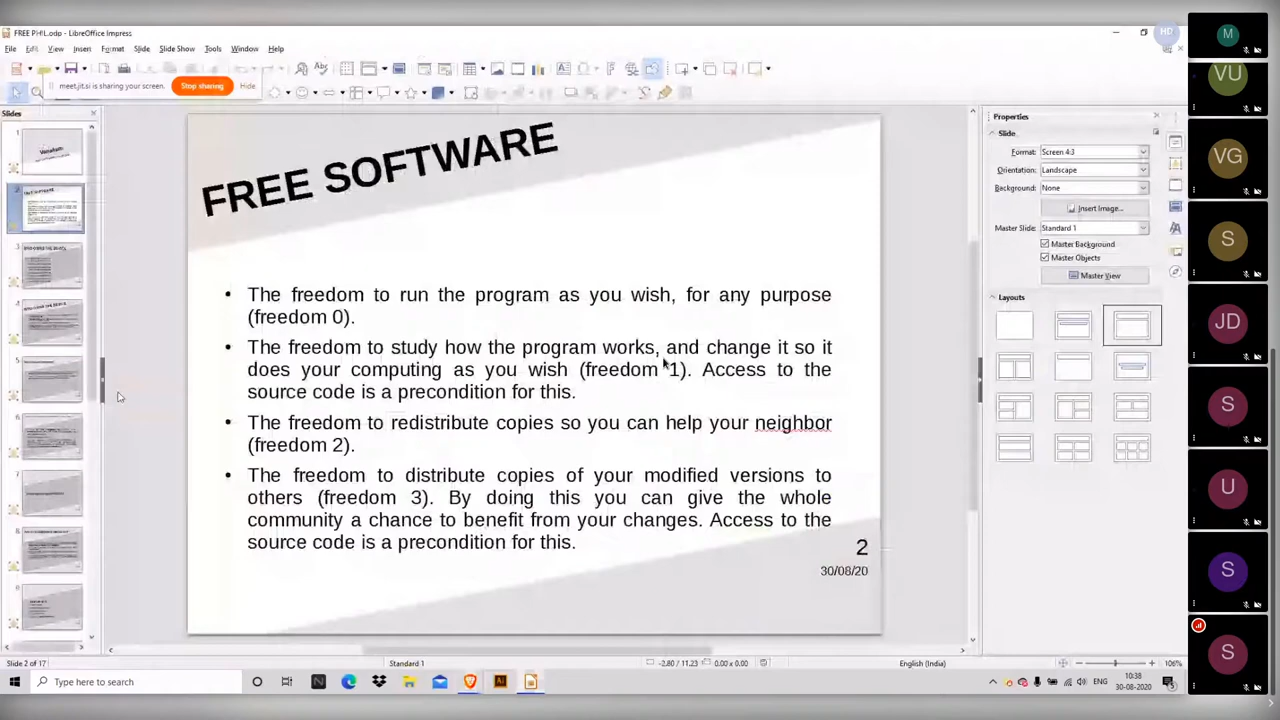 FREE PHIL.odp - LibreOffice Impress
File Edit View Insert Format Slide Slide Show Tools Window Help
meet.jit.si is sharing your screen. Stop sharing Hide
Slides
FREE SOFTWARE
• The freedom to run the program as you wish, for any purpose
(freedom 0).
• The freedom to study how the program works, and change it so it
does your computing as you wish (freedom 1). Access to the
source code is a precondition for this.
• The freedom to redistribute copies so you can help your neighbor
(freedom 2).
• The freedom to distribute copies of your modified versions to
others (freedom 3). By doing this you can give the whole
community a chance to benefit from your changes. Access to the
source code is a precondition for this.
2
30/08/20
Properties
Slide
Format: Screen 4:3
Orientation: Landscape
Background: None
Insert Image...
Master Slide: Standard 1
Master Background
Master Objects
Master View
Layouts
HD
M
VU
VG
S
JD
S
U
S
S
Slide 2 of 17
Standard 1
-2.80 / 11.23
0.00 x 0.00
English (India)
106%
Type here to search
ENG
10:38
30-08-2020